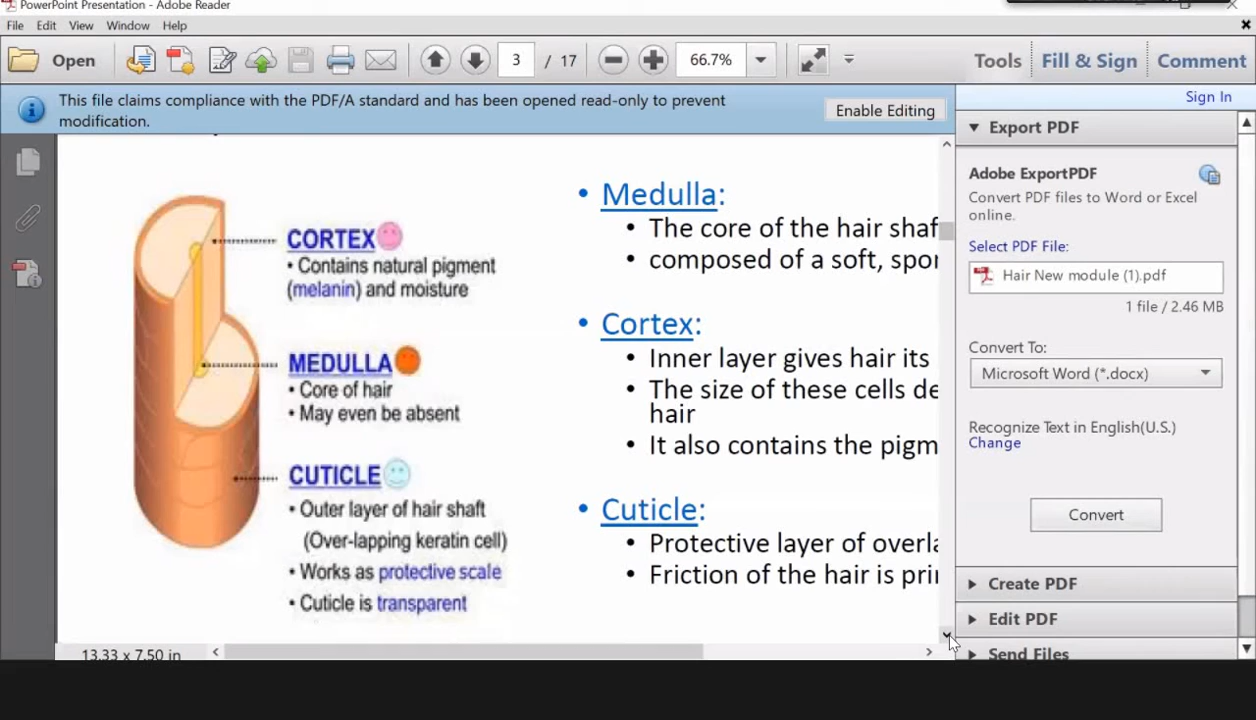 PowerPoint Presentation - Adobe Reader
File Edit View Window Help
Open 3 / 17 66.7% Tools Fill & Sign Comment
This file claims compliance with the PDF/A standard and has been opened read-only to prevent
modification.
Enable Editing
Sign In
CORTEX
• Contains natural pigment
(melanin) and moisture
MEDULLA
• Core of hair
• May even be absent
CUTICLE
• Outer layer of hair shaft
(Over-lapping keratin cell)
• Works as protective scale
• Cuticle is transparent
• Medulla:
• The core of the hair shaf
• composed of a soft, spo
• Cortex:
• Inner layer gives hair its
• The size of these cells de
hair
• It also contains the pigm
• Cuticle:
• Protective layer of overla
• Friction of the hair is pri
13.33 x 7.50 in
Export PDF
Adobe ExportPDF
Convert PDF files to Word or Excel
online.
Select PDF File:
Hair New module (1).pdf
1 file / 2.46 MB
Convert To:
Microsoft Word (*.docx)
Recognize Text in English(U.S.)
Change
Convert
Create PDF
Edit PDF
Send Files